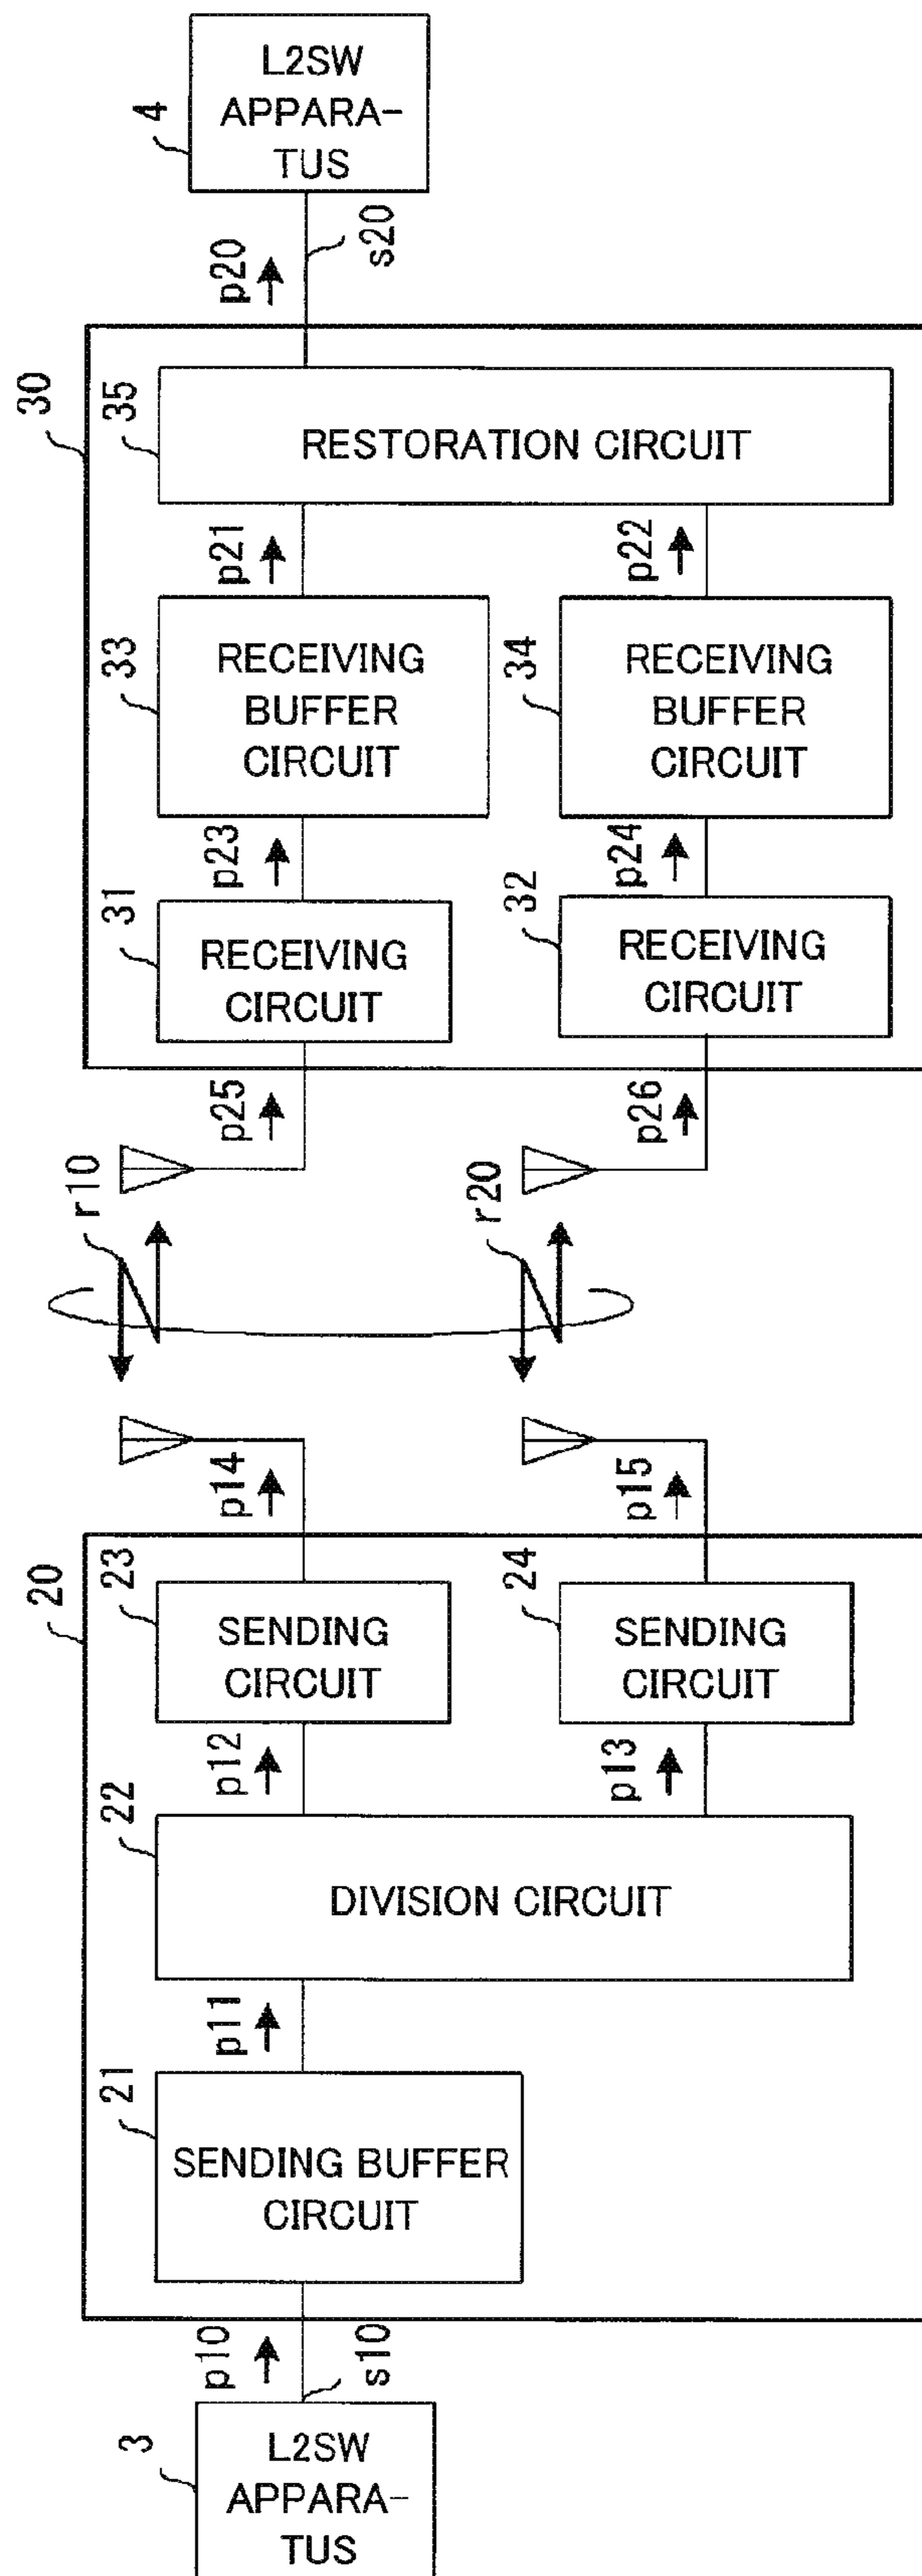 3
L2SW
APPARA-
TUS
p10
s10
20
21
SENDING BUFFER
CIRCUIT
p11
22
DIVISION CIRCUIT
p12
p13
23
SENDING
CIRCUIT
24
SENDING
CIRCUIT
p14
p15
r10
r20
p25
p26
30
31
RECEIVING
CIRCUIT
32
RECEIVING
CIRCUIT
p23
p24
33
RECEIVING
BUFFER
CIRCUIT
34
RECEIVING
BUFFER
CIRCUIT
p21
p22
35
RESTORATION CIRCUIT
p20
s20
4
L2SW
APPARA-
TUS